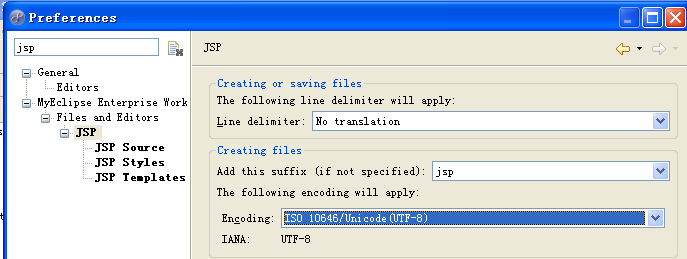 Preferences
jsp
JSP
General
Editors
MyEclipse Enterprise Work
Files and Editors
JSP
JSP Source
JSP Styles
JSP Templates
Creating or saving files
The following line delimiter will apply:
Line delimiter: No translation
Creating files
Add this suffix (if not specified): jsp
The following encoding will apply:
Encoding: ISO 10646/Unicode(UTF-8)
IANA: UTF-8